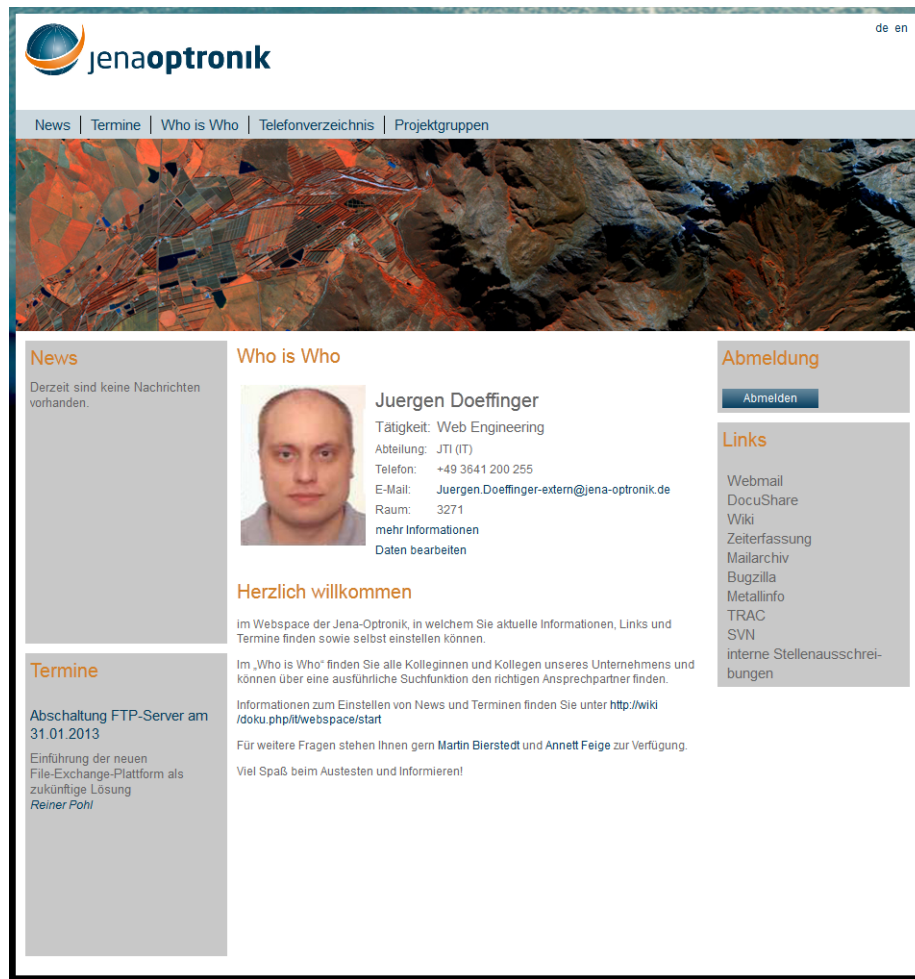 de en
jenaoptronik
News
Termine
Who is Who
Telefonverzeichnis
Projektgruppen
News
Derzeit sind keine Nachrichten
vorhanden.
Termine
Abschaltung FTP-Server am
31.01.2013
Einführung der neuen
File-Exchange-Plattform als
zukünftige Lösung
Reiner Pohl
Who is Who
Juergen Doeffinger
Tätigkeit: Web Engineering
Abteilung: JTI (IT)
Telefon: +49 3641 200 255
E-Mail: Juergen.Doeffinger-extern@jena-optronik.de
Raum: 3271
mehr Informationen
Daten bearbeiten
Herzlich willkommen
im Webspace der Jena-Optronik, in welchem Sie aktuelle Informationen, Links und
Termine finden sowie selbst einstellen können.
Im „Who is Who“ finden Sie alle Kolleginnen und Kollegen unseres Unternehmens und
können über eine ausführliche Suchfunktion den richtigen Ansprechpartner finden.
Informationen zum Einstellen von News und Terminen finden Sie unter http://wiki
/doku.php/it/webspace/start
Für weitere Fragen stehen Ihnen gern Martin Bierstedt und Annett Feige zur Verfügung.
Viel Spaß beim Austesten und Informieren!
Abmeldung
Abmelden
Links
Webmail
DocuShare
Wiki
Zeiterfassung
Mailarchiv
Bugzilla
Metallinfo
TRAC
SVN
interne Stellenausschrei-
bungen